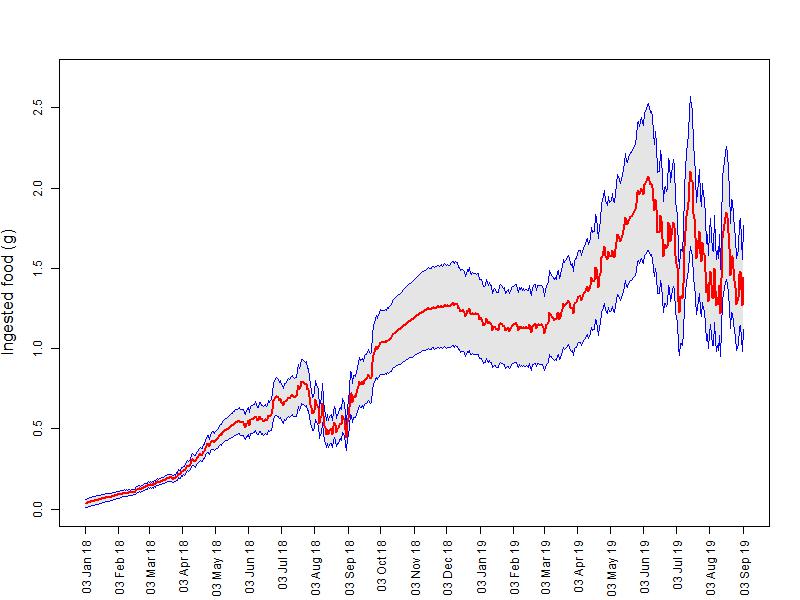 Ingested food (g)
2.5
2.0
1.5
1.0
0.5
0.0
03 Jan 18
03 Feb 18
03 Mar 18
03 Apr 18
03 May 18
03 Jun 18
03 Jul 18
03 Aug 18
03 Sep 18
03 Oct 18
03 Nov 18
03 Dec 18
03 Jan 19
03 Feb 19
03 Mar 19
03 Apr 19
03 May 19
03 Jun 19
03 Jul 19
03 Aug 19
03 Sep 19